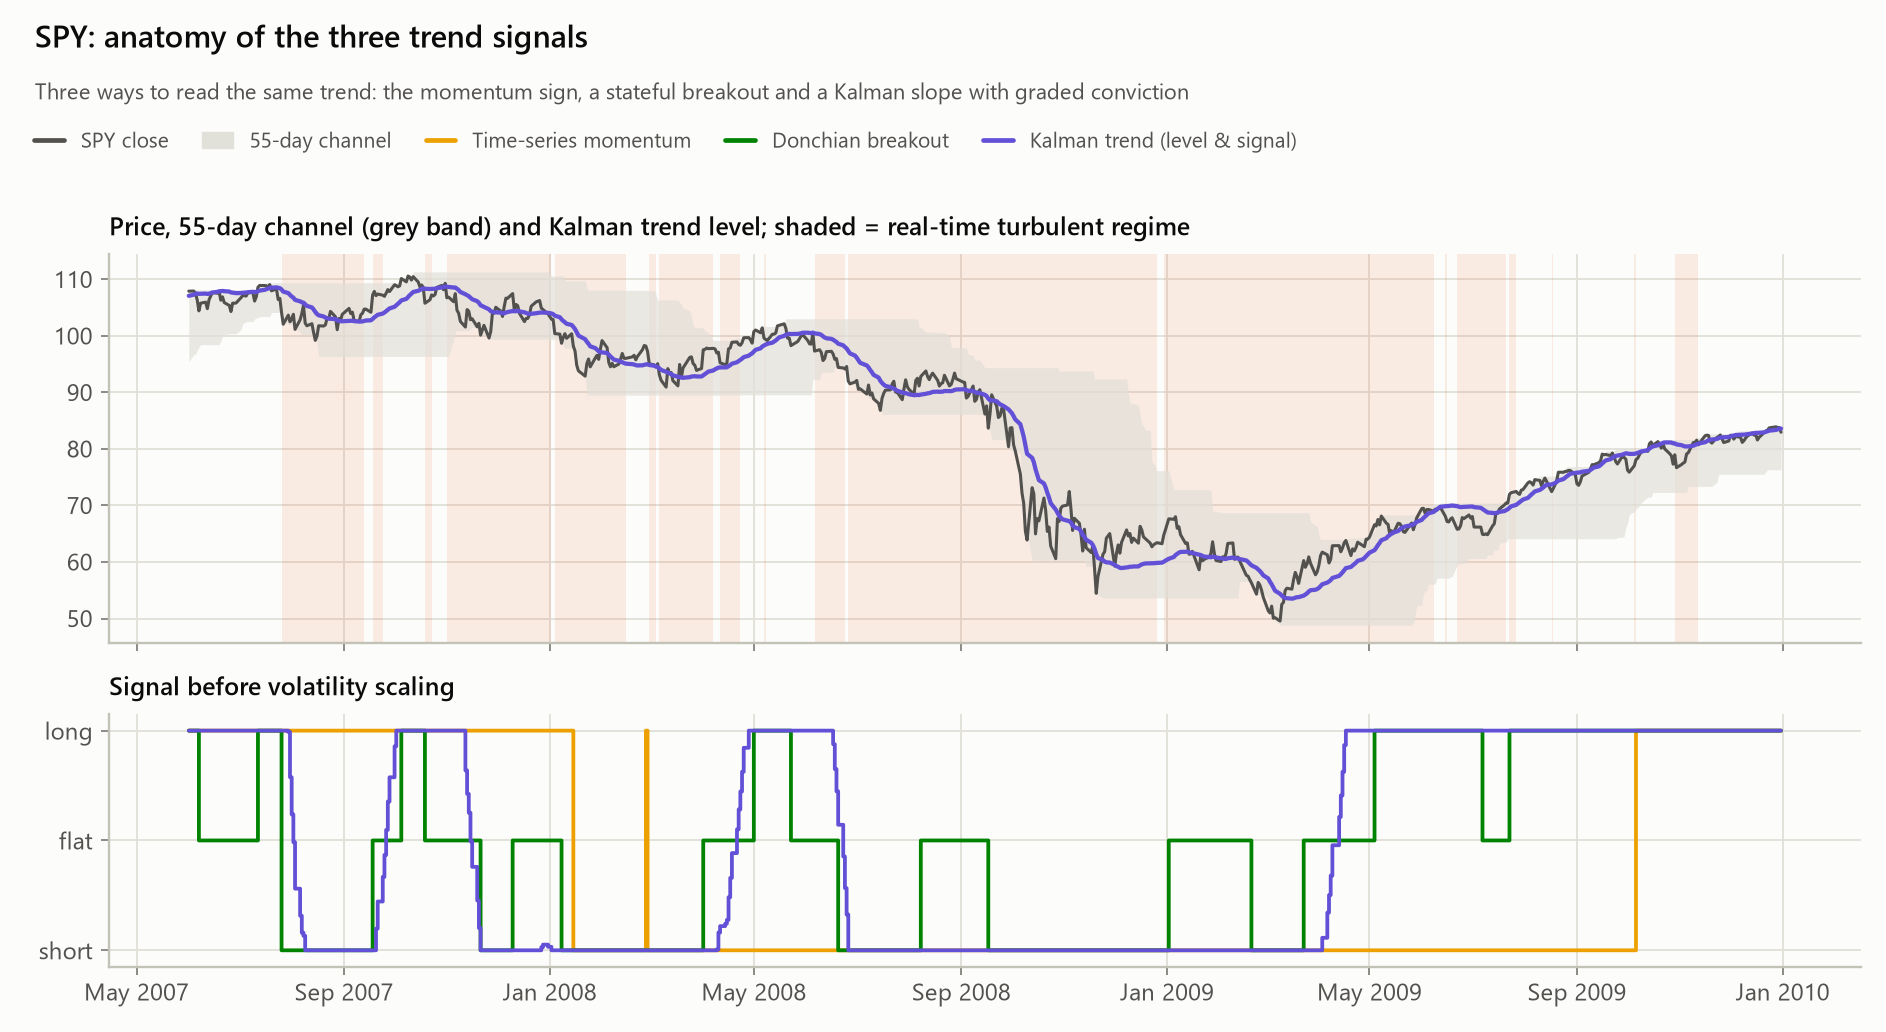 SPY: anatomy of the three trend signals
Three ways to read the same trend: the momentum sign, a stateful breakout and a Kalman slope with graded conviction
SPY close 55-day channel Time-series momentum Donchian breakout Kalman trend (level & signal)
Price, 55-day channel (grey band) and Kalman trend level; shaded = real-time turbulent regime
110
100
90
80
70
60
50
Signal before volatility scaling
long
flat
short
May 2007 Sep 2007 Jan 2008 May 2008 Sep 2008 Jan 2009 May 2009 Sep 2009 Jan 2010